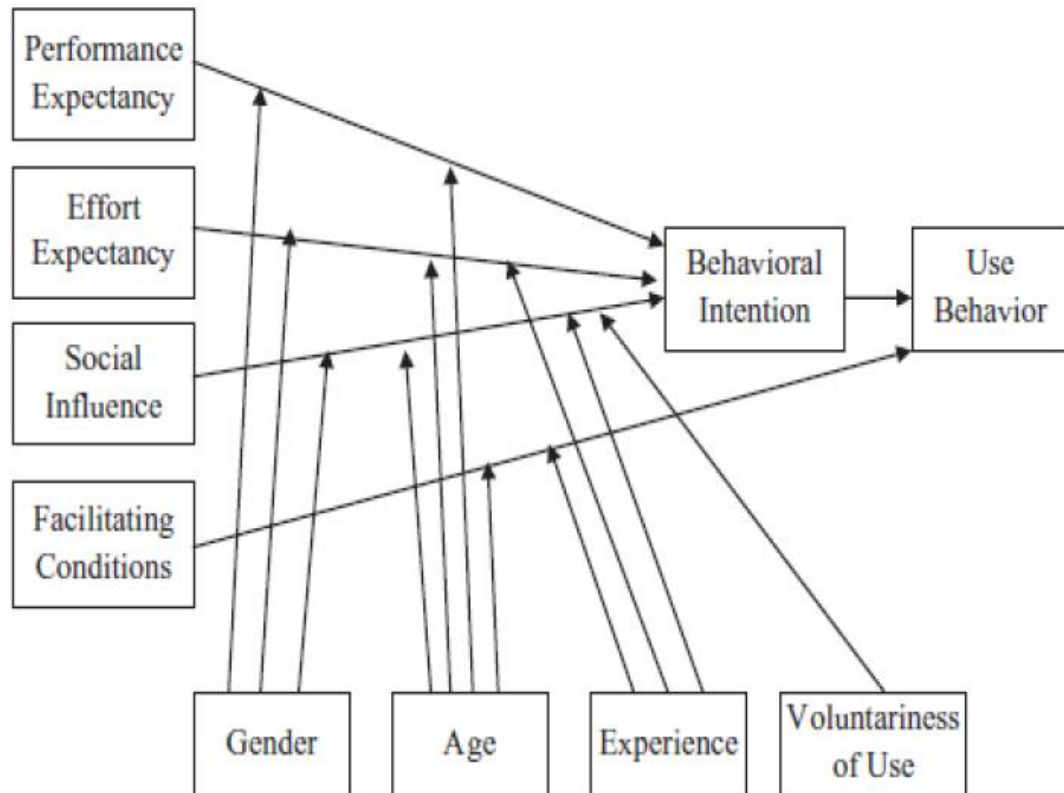 Performance
Expectancy
Effort
Expectancy
Social
Influence
Facilitating
Conditions
Behavioral
Intention
Use
Behavior
Gender
Age
Experience
Voluntariness
of Use